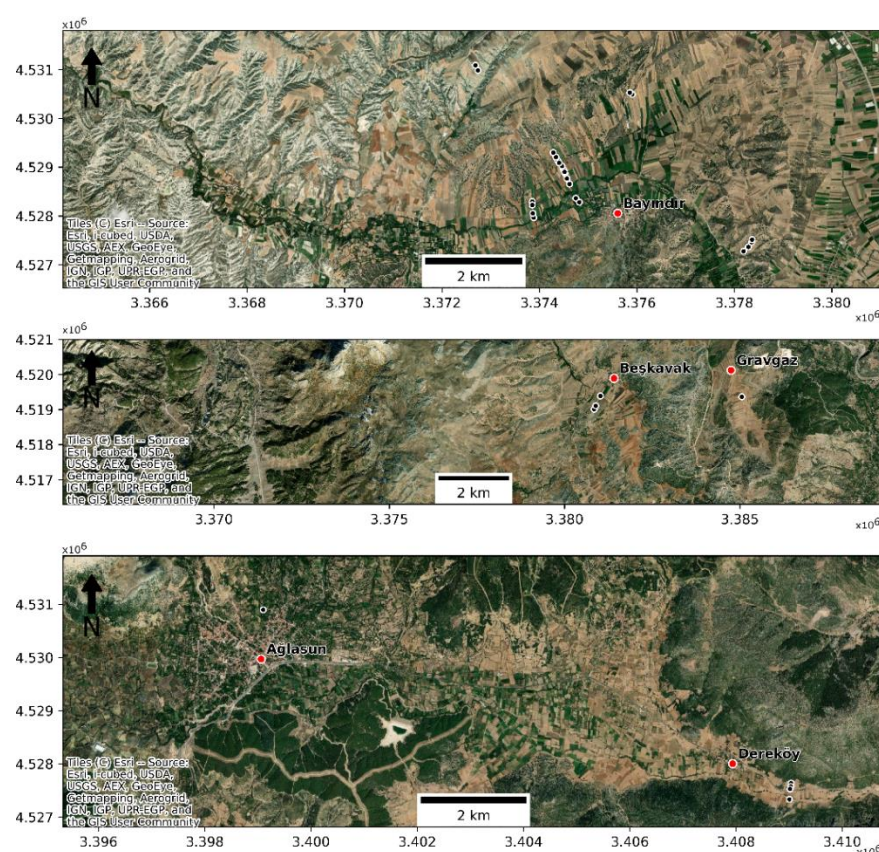 ×10⁶
4.531
4.530
4.529
4.528
4.527
N
Bayındır
Tiles (C) Esri -- Source:
Esri, i-cubed, USDA,
USGS, AEX, GeoEye,
Getmapping, Aerogrid,
IGN, IGP, UPR-EGP, and
the GIS User Community
2 km
3.366 3.368 3.370 3.372 3.374 3.376 3.378 3.380
×10⁶
×10⁶
4.521
4.520
4.519
4.518
4.517
N
Beşkavak
Gravgaz
Tiles (C) Esri -- Source:
Esri, i-cubed, USDA,
USGS, AEX, GeoEye,
Getmapping, Aerogrid,
IGN, IGP, UPR-EGP, and
the GIS User Community
2 km
3.370 3.375 3.380 3.385
×10⁶
×10⁶
4.531
4.530
4.529
4.528
4.527
N
Ağlasun
Dereköy
Tiles (C) Esri -- Source:
Esri, i-cubed, USDA,
USGS, AEX, GeoEye,
Getmapping, Aerogrid,
IGN, IGP, UPR-EGP, and
the GIS User Community
2 km
3.396 3.398 3.400 3.402 3.404 3.406 3.408 3.410
×10⁶